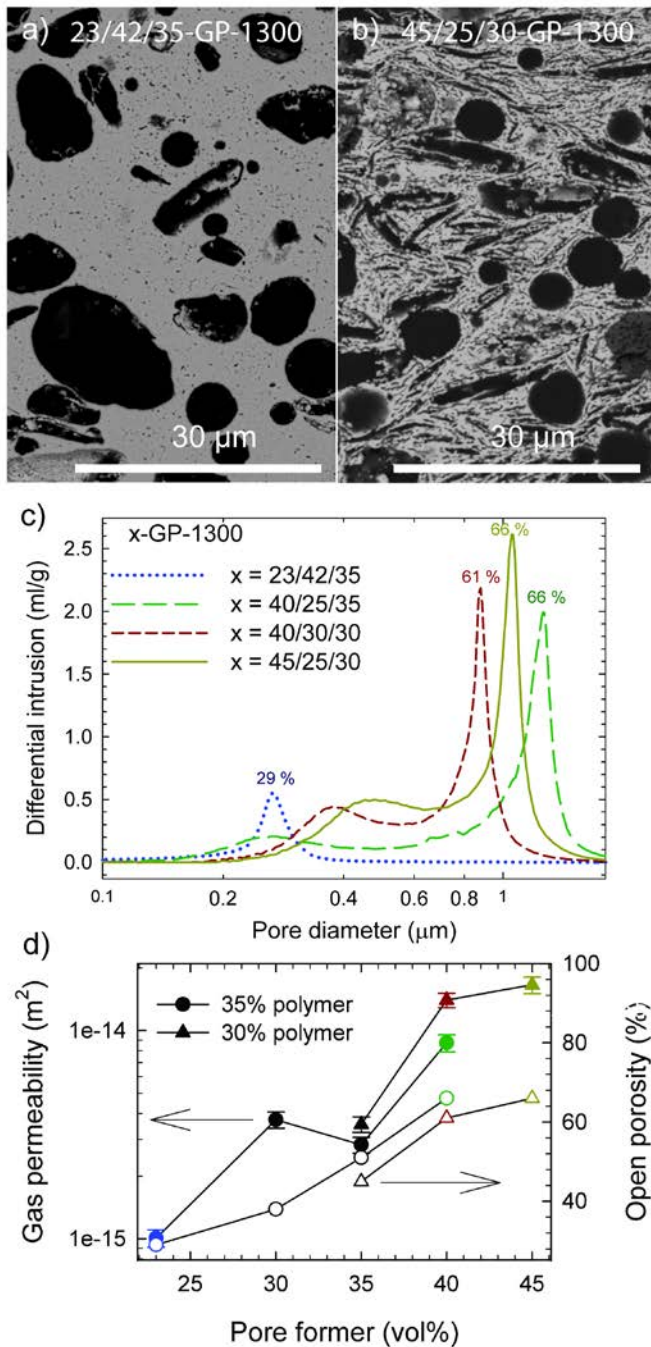 a) 23/42/35-GP-1300
b) 45/25/30-GP-1300
30 µm
30 µm
c)
x-GP-1300
x = 23/42/35
x = 40/25/35
x = 40/30/30
x = 45/25/30
29 %
61 %
66 %
66 %
Differential intrusion (ml/g)
2.5
2.0
1.5
1.0
0.5
0.0
0.1 0.2 0.4 0.6 0.8 1
Pore diameter (µm)
d)
35% polymer
30% polymer
Gas permeability (m²)
1e-14
1e-15
Open porosity (%)
100
80
60
40
25 30 35 40 45
Pore former (vol%)